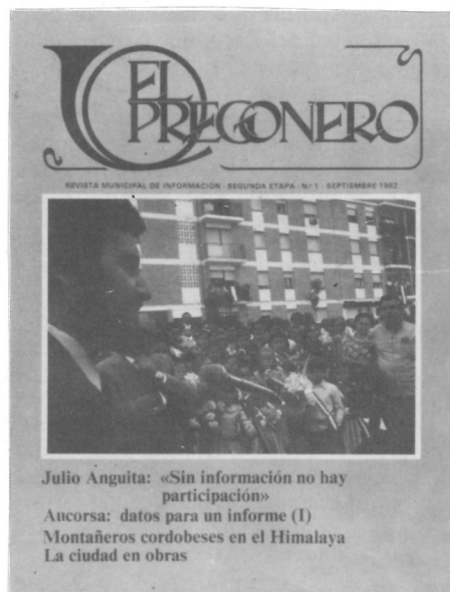 EL
PREGONERO
REVISTA MUNICIPAL DE INFORMACIÓN - SEGUNDA ETAPA - Nº 1 - SEPTIEMBRE 1982
Julio Anguita: «Sin información no hay
participación»
Aucorsa: datos para un informe (I)
Montañeros cordobeses en el Himalaya
La ciudad en obras